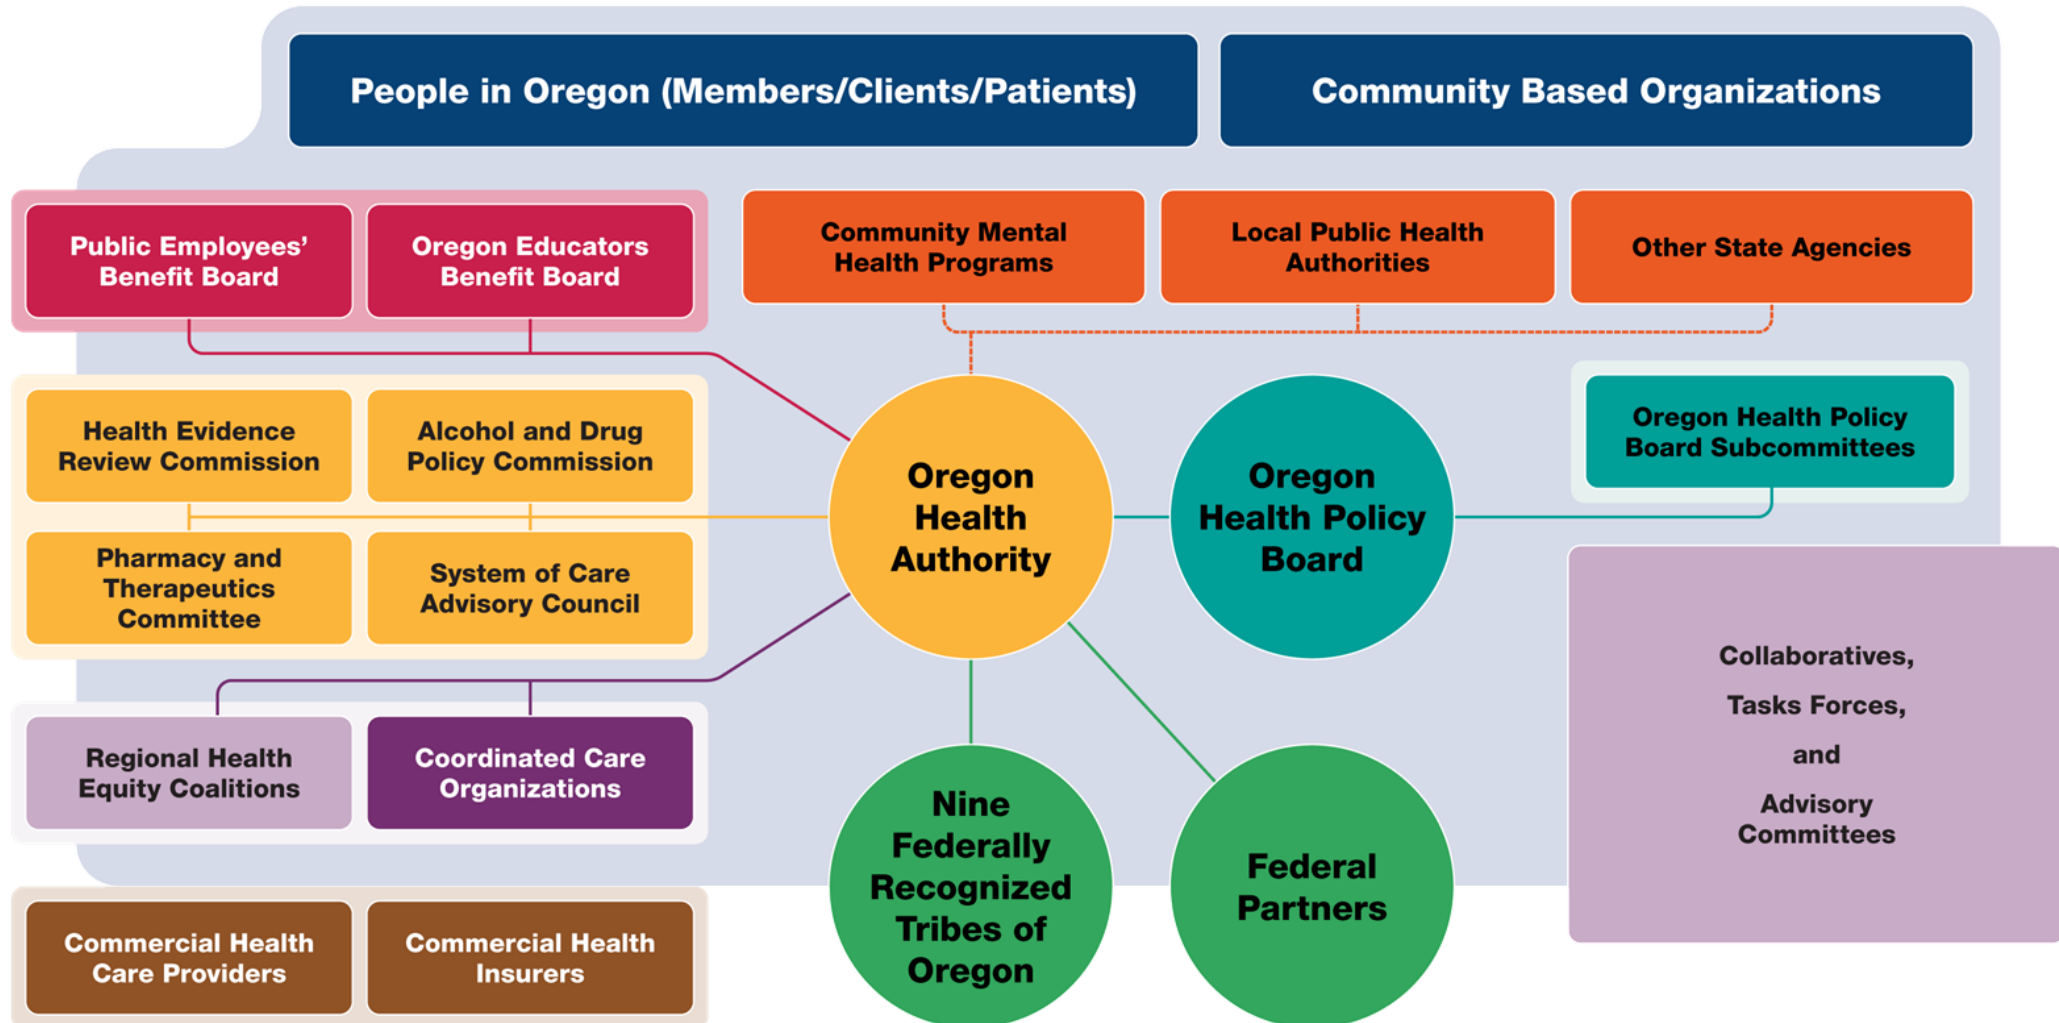 People in Oregon (Members/Clients/Patients)
Community Based Organizations
Public Employees’
Benefit Board
Oregon Educators
Benefit Board
Community Mental
Health Programs
Local Public Health
Authorities
Other State Agencies
Health Evidence
Review Commission
Alcohol and Drug
Policy Commission
Pharmacy and
Therapeutics
Committee
System of Care
Advisory Council
Oregon
Health
Authority
Oregon
Health Policy
Board
Oregon Health Policy
Board Subcommittees
Regional Health
Equity Coalitions
Coordinated Care
Organizations
Collaboratives,
Tasks Forces,
and
Advisory
Committees
Commercial Health
Care Providers
Commercial Health
Insurers
Nine
Federally
Recognized
Tribes of
Oregon
Federal
Partners